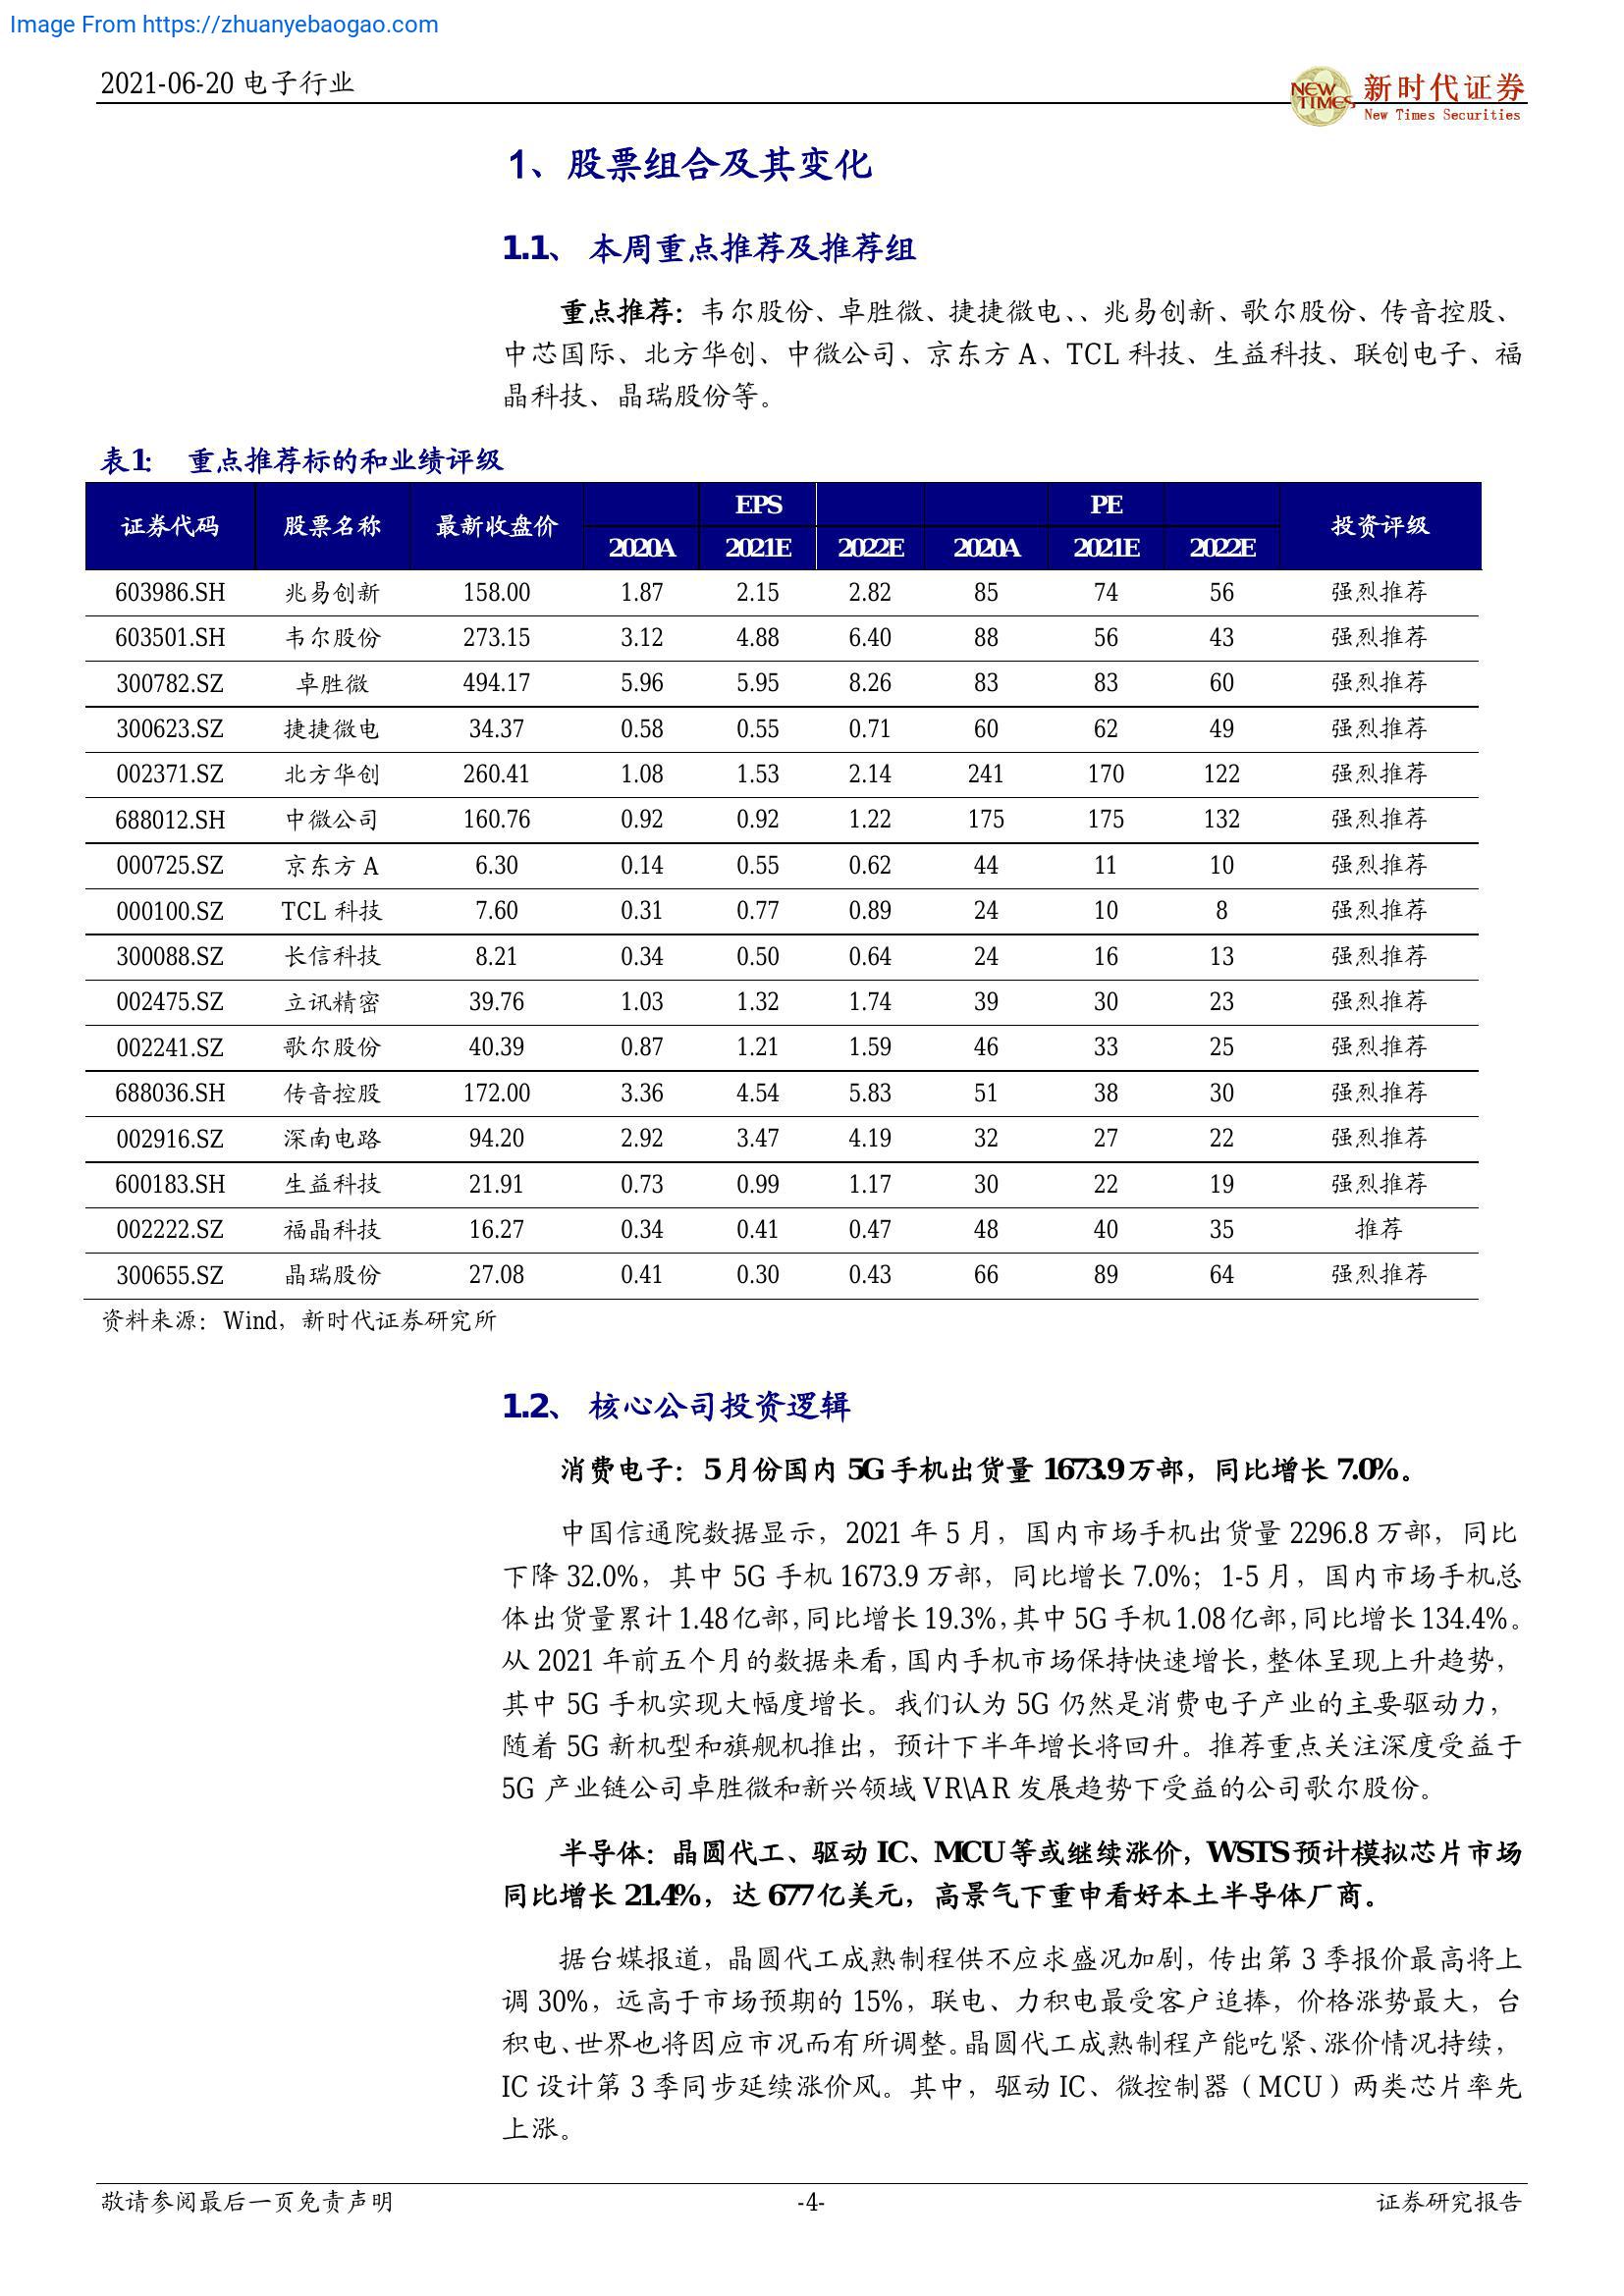 Image From https://zhuanyebaogao.com
2021-06-20 电子行业
NEW TIMES 新时代证券
New Times Securities
1、股票组合及其变化
1.1、 本周重点推荐及推荐组
重点推荐：韦尔股份、卓胜微、捷捷微电、、兆易创新、歌尔股份、传音控股、
中芯国际、北方华创、中微公司、京东方 A、TCL 科技、生益科技、联创电子、福
晶科技、晶瑞股份等。
表1： 重点推荐标的和业绩评级
证券代码 股票名称 最新收盘价 EPS PE 投资评级
2020A 2021E 2022E 2020A 2021E 2022E
603986.SH 兆易创新 158.00 1.87 2.15 2.82 85 74 56 强烈推荐
603501.SH 韦尔股份 273.15 3.12 4.88 6.40 88 56 43 强烈推荐
300782.SZ 卓胜微 494.17 5.96 5.95 8.26 83 83 60 强烈推荐
300623.SZ 捷捷微电 34.37 0.58 0.55 0.71 60 62 49 强烈推荐
002371.SZ 北方华创 260.41 1.08 1.53 2.14 241 170 122 强烈推荐
688012.SH 中微公司 160.76 0.92 0.92 1.22 175 175 132 强烈推荐
000725.SZ 京东方 A 6.30 0.14 0.55 0.62 44 11 10 强烈推荐
000100.SZ TCL 科技 7.60 0.31 0.77 0.89 24 10 8 强烈推荐
300088.SZ 长信科技 8.21 0.34 0.50 0.64 24 16 13 强烈推荐
002475.SZ 立讯精密 39.76 1.03 1.32 1.74 39 30 23 强烈推荐
002241.SZ 歌尔股份 40.39 0.87 1.21 1.59 46 33 25 强烈推荐
688036.SH 传音控股 172.00 3.36 4.54 5.83 51 38 30 强烈推荐
002916.SZ 深南电路 94.20 2.92 3.47 4.19 32 27 22 强烈推荐
600183.SH 生益科技 21.91 0.73 0.99 1.17 30 22 19 强烈推荐
002222.SZ 福晶科技 16.27 0.34 0.41 0.47 48 40 35 推荐
300655.SZ 晶瑞股份 27.08 0.41 0.30 0.43 66 89 64 强烈推荐
资料来源：Wind，新时代证券研究所
1.2、 核心公司投资逻辑
消费电子：5 月份国内 5G 手机出货量 1673.9 万部，同比增长 7.0%。
中国信通院数据显示，2021 年 5 月，国内市场手机出货量 2296.8 万部，同比
下降 32.0%，其中 5G 手机 1673.9 万部，同比增长 7.0%；1-5 月，国内市场手机总
体出货量累计 1.48 亿部，同比增长 19.3%，其中 5G 手机 1.08 亿部，同比增长 134.4%。
从 2021 年前五个月的数据来看，国内手机市场保持快速增长，整体呈现上升趋势，
其中 5G 手机实现大幅度增长。我们认为 5G 仍然是消费电子产业的主要驱动力，
随着 5G 新机型和旗舰机推出，预计下半年增长将回升。推荐重点关注深度受益于
5G 产业链公司卓胜微和新兴领域 VR\AR 发展趋势下受益的公司歌尔股份。
半导体：晶圆代工、驱动 IC、MCU 等或继续涨价，WSTS 预计模拟芯片市场
同比增长 21.4%，达 677 亿美元，高景气下重申看好本土半导体厂商。
据台媒报道，晶圆代工成熟制程供不应求盛况加剧，传出第 3 季报价最高将上
调 30%，远高于市场预期的 15%，联电、力积电最受客户追捧，价格涨势最大，台
积电、世界也将因应市况而有所调整。晶圆代工成熟制程产能吃紧、涨价情况持续，
IC 设计第 3 季同步延续涨价风。其中，驱动 IC、微控制器（MCU）两类芯片率先
上涨。
敬请参阅最后一页免责声明 -4- 证券研究报告